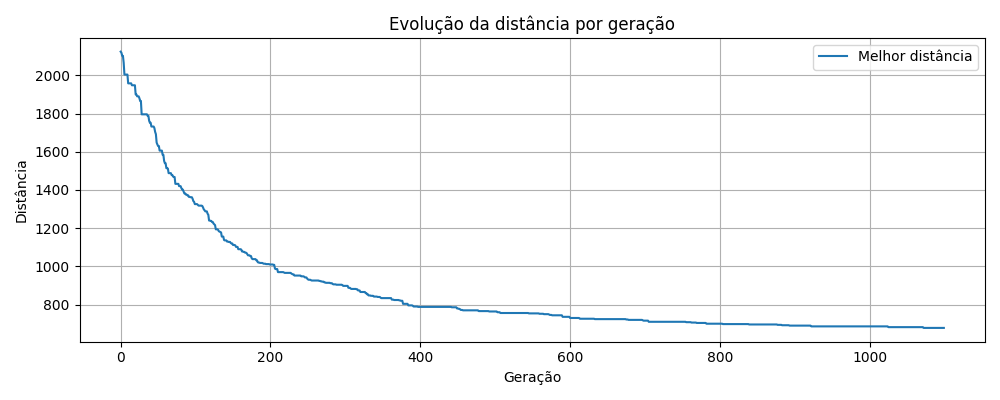 Evolução da distância por geração
Melhor distância
Distância
2000
1800
1600
1400
1200
1000
800
0 200 400 600 800 1000
Geração